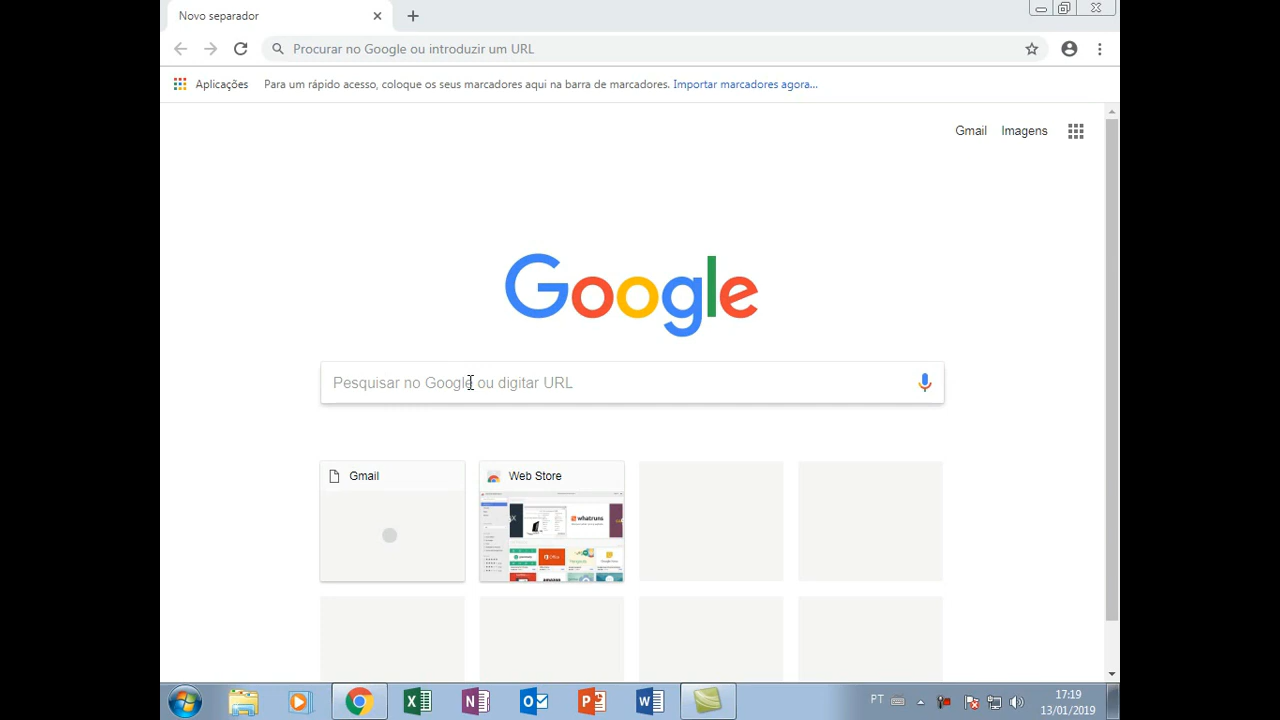 Novo separador
Procurar no Google ou introduzir um URL
Aplicações Para um rápido acesso, coloque os seus marcadores aqui na barra de marcadores. Importar marcadores agora...
Gmail Imagens
Google
Pesquisar no Google ou digitar URL
Gmail Web Store
whatruns
Office
PT 17:19
13/01/2019